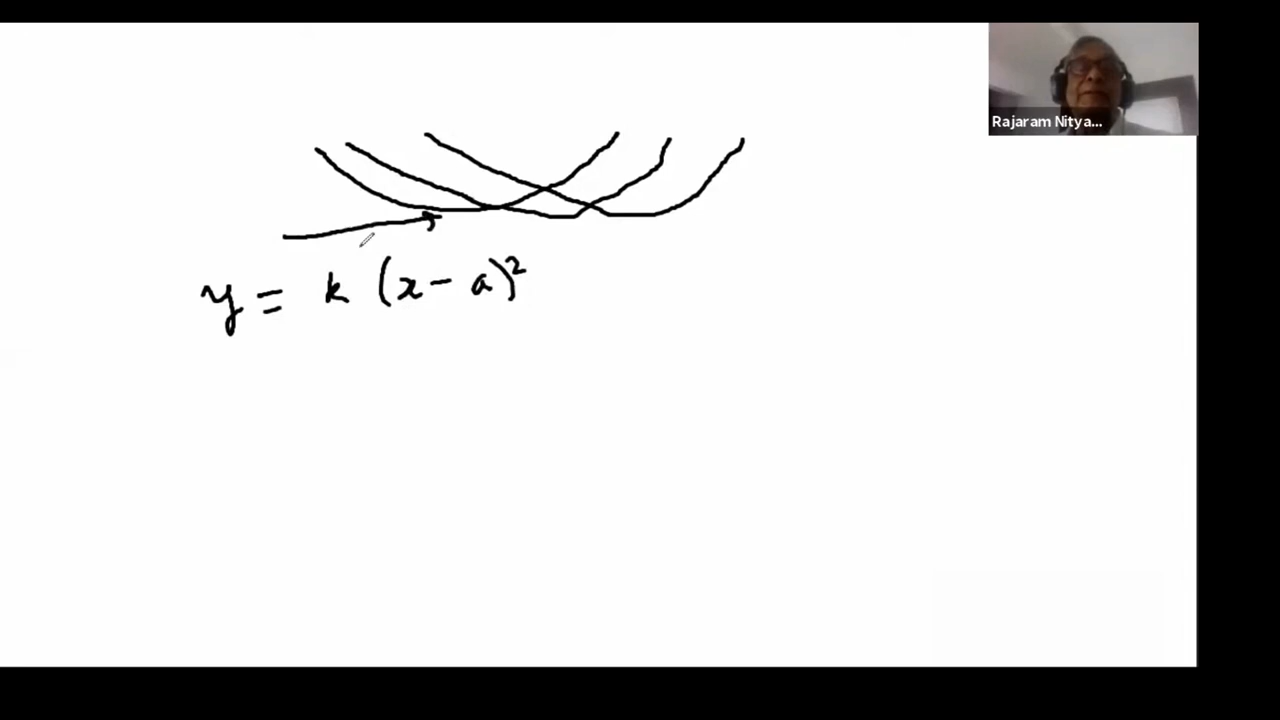 Rajaram Nitya...
y = k (x - a)²